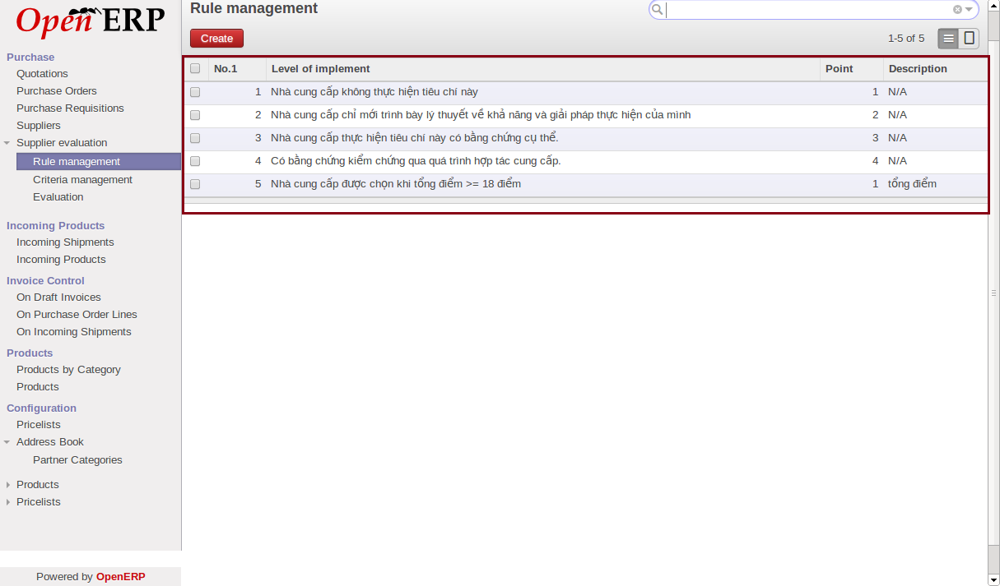 Open ERP
Rule management
Create
1-5 of 5
Purchase
Quotations
Purchase Orders
Purchase Requisitions
Suppliers
Supplier evaluation
Rule management
Criteria management
Evaluation
Incoming Products
Incoming Shipments
Incoming Products
Invoice Control
On Draft Invoices
On Purchase Order Lines
On Incoming Shipments
Products
Products by Category
Products
Configuration
Pricelists
Address Book
Partner Categories
Products
Pricelists
Powered by OpenERP
No.1 Level of implement Point Description
1 Nhà cung cấp không thực hiện tiêu chí này 1 N/A
2 Nhà cung cấp chỉ mới trình bày lý thuyết về khả năng và giải pháp thực hiện của mình 2 N/A
3 Nhà cung cấp thực hiện tiêu chí này có bằng chứng cụ thể. 3 N/A
4 Có bằng chứng kiểm chứng qua quá trình hợp tác cung cấp. 4 N/A
5 Nhà cung cấp được chọn khi tổng điểm >= 18 điểm 1 tổng điểm